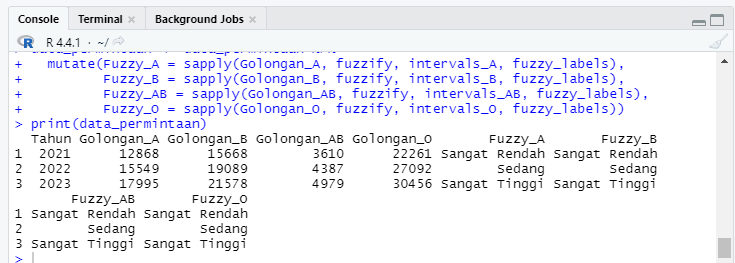 Console Terminal × Background Jobs ×
R 4.4.1 · ~/
+   mutate(Fuzzy_A = sapply(Golongan_A, fuzzify, intervals_A, fuzzy_labels),
+          Fuzzy_B = sapply(Golongan_B, fuzzify, intervals_B, fuzzy_labels),
+          Fuzzy_AB = sapply(Golongan_AB, fuzzify, intervals_AB, fuzzy_labels),
+          Fuzzy_O = sapply(Golongan_O, fuzzify, intervals_O, fuzzy_labels))
> print(data_permintaan)
  Tahun Golongan_A Golongan_B Golongan_AB Golongan_O       Fuzzy_A       Fuzzy_B
1  2021      12868      15668        3610      22261 Sangat Rendah Sangat Rendah
2  2022      15549      19089        4387      27092        Sedang        Sedang
3  2023      17995      21578        4979      30456 Sangat Tinggi Sangat Tinggi
       Fuzzy_AB       Fuzzy_O
1 Sangat Rendah Sangat Rendah
2        Sedang        Sedang
3 Sangat Tinggi Sangat Tinggi
>